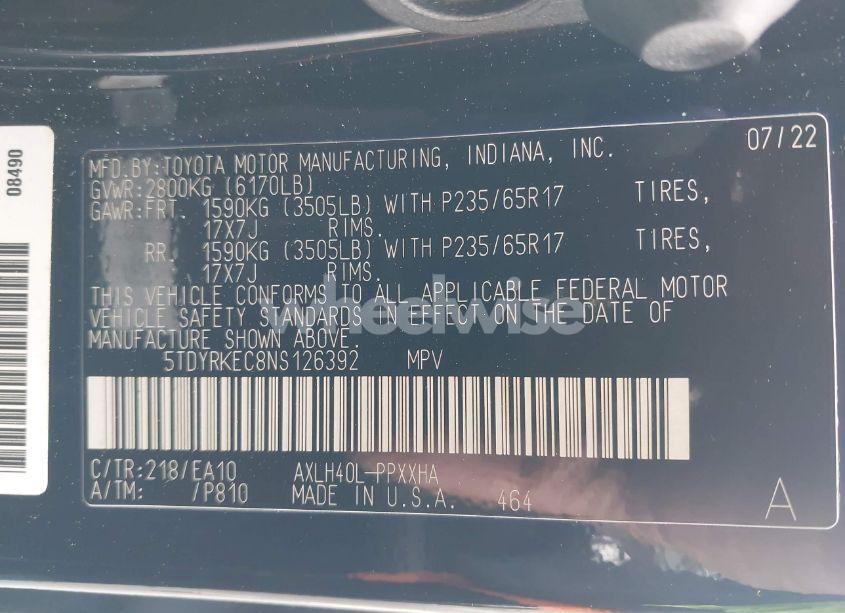 08490
07/22
MFD.BY:TOYOTA MOTOR MANUFACTURING, INDIANA, INC.
GVWR:2800KG (6170LB)
GAWR:FRT. 1590KG (3505LB) WITH P235/65R17 TIRES,
17X7J RIMS.
RR. 1590KG (3505LB) WITH P235/65R17 TIRES,
17X7J RIMS.
THIS VEHICLE CONFORMS TO ALL APPLICABLE FEDERAL MOTOR
VEHICLE SAFETY STANDARDS IN EFFECT ON THE DATE OF
MANUFACTURE SHOWN ABOVE.
wheelwise
5TDYRKEC8NS126392 MPV
C/TR:218/EA10 AXLH40L-PPXXHA
A/TM: /P810 MADE IN U.S.A. 464
A